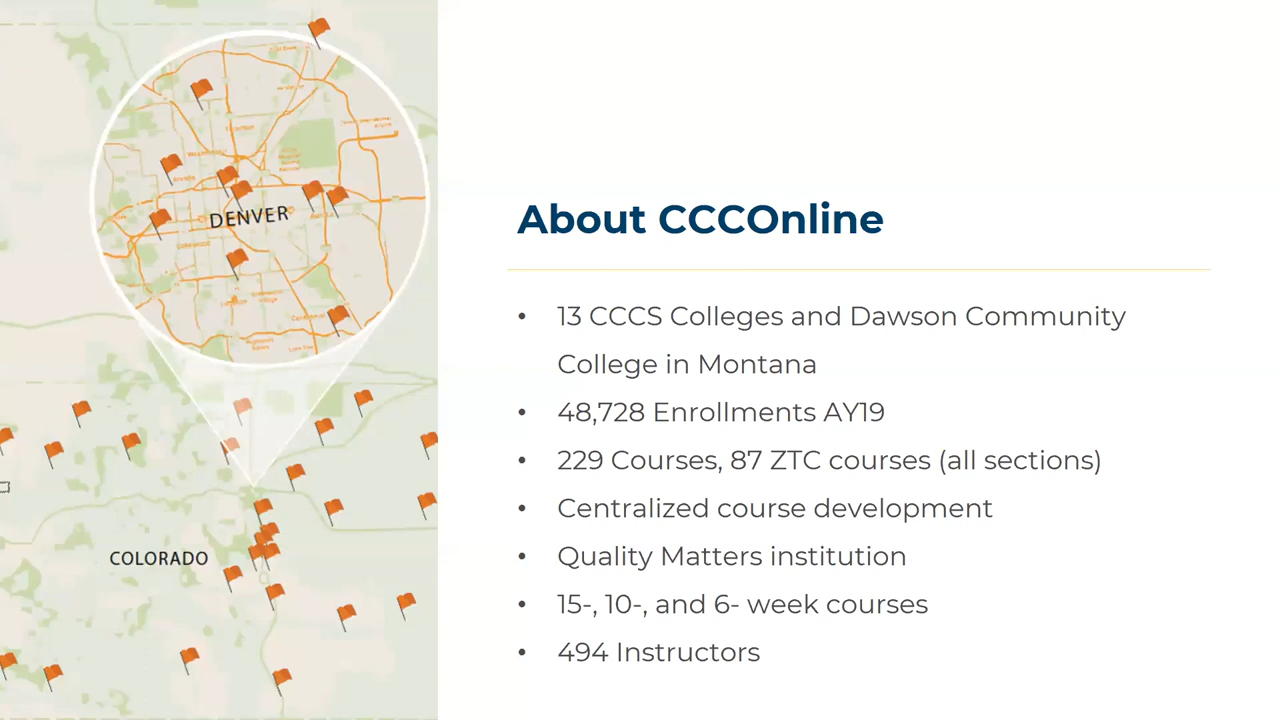 DENVER
COLORADO
About CCCOnline
• 13 CCCS Colleges and Dawson Community
College in Montana
• 48,728 Enrollments AY19
• 229 Courses, 87 ZTC courses (all sections)
• Centralized course development
• Quality Matters institution
• 15-, 10-, and 6- week courses
• 494 Instructors